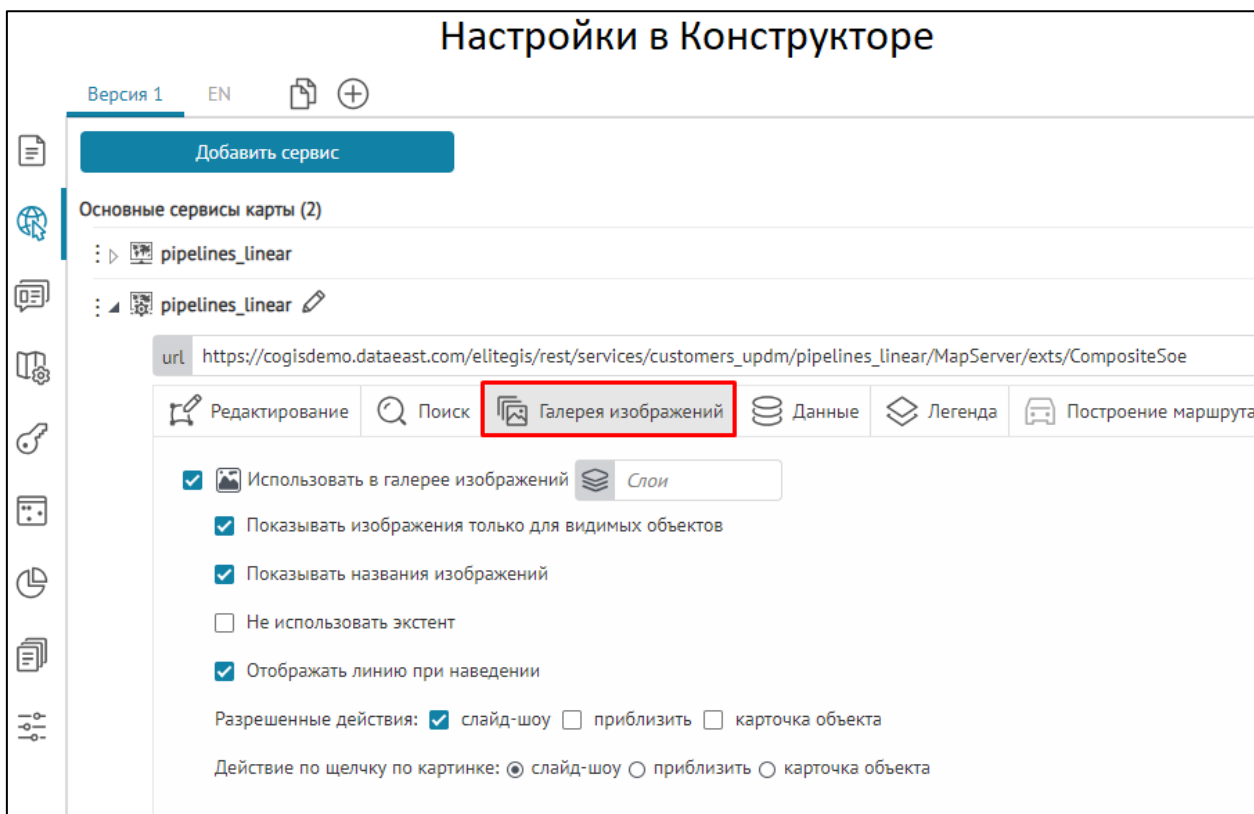 Настройки в Конструкторе
Версия 1 EN
Добавить сервис
Основные сервисы карты (2)
pipelines_linear
pipelines_linear
url https://cogisdemo.dataeast.com/elitegis/rest/services/customers_updm/pipelines_linear/MapServer/exts/CompositeSoe
Редактирование Поиск Галерея изображений Данные Легенда Построение маршрута
Использовать в галерее изображений Слои
Показывать изображения только для видимых объектов
Показывать названия изображений
Не использовать экстент
Отображать линию при наведении
Разрешенные действия: слайд-шоу приблизить карточка объекта
Действие по щелчку по картинке: слайд-шоу приблизить карточка объекта